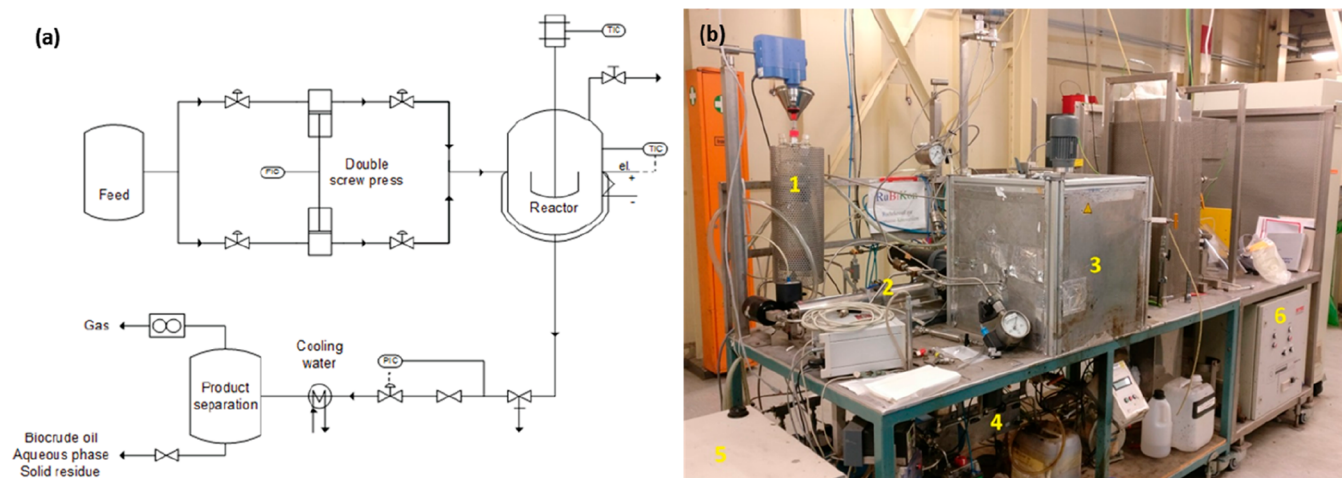 (a)
TIC
Feed
PIC
Double
screw press
TIC
el.
+
-
Reactor
Gas
Product
separation
Cooling
water
M
PIC
Biocrude oil
Aqueous phase
Solid residue
(b)
1
RoBiKop
2
3
4
5
6